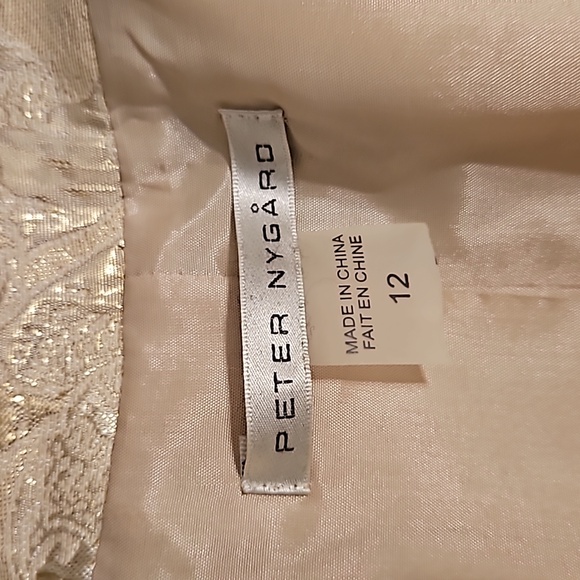 PETER NYGÅRD
MADE IN CHINA
FAIT EN CHINE
12